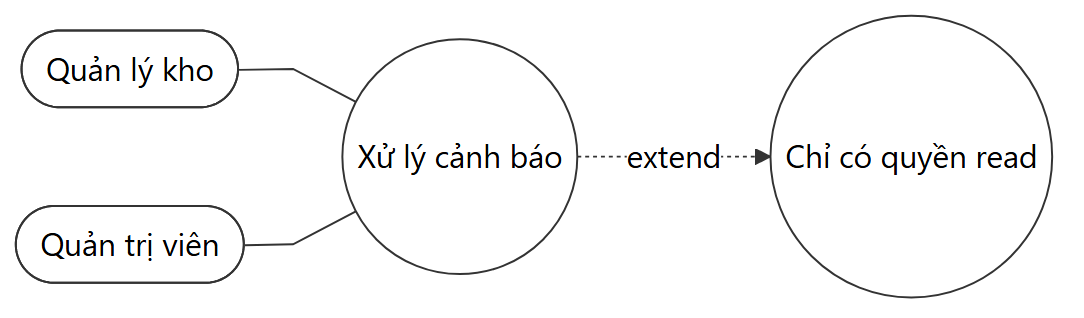 Quản lý kho
Xử lý cảnh báo
extend
Chỉ có quyền read
Quản trị viên